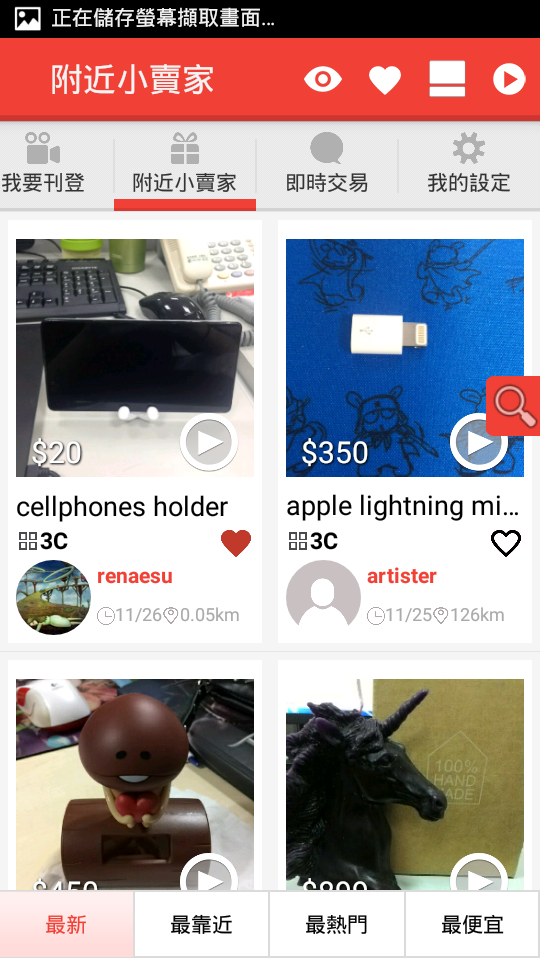 正在儲存螢幕擷取畫面...
附近小賣家
我要刊登
附近小賣家
即時交易
我的設定
$20
$350
cellphones holder
apple lightning mi...
3C
3C
renaesu
artister
11/26 0.05km
11/25 126km
100%
HAND
MADE
最新
最靠近
最熱門
最便宜